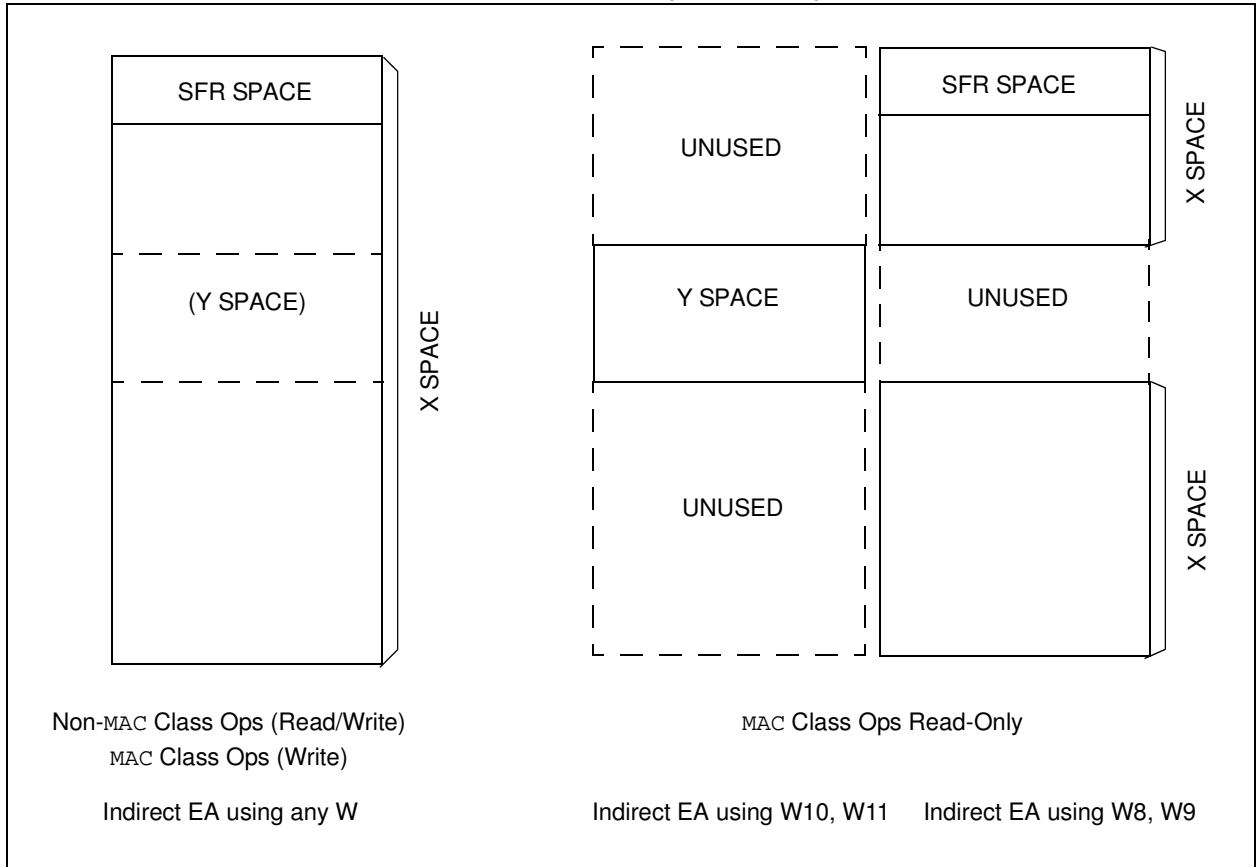 SFR SPACE
(Y SPACE)
X SPACE
Non-MAC Class Ops (Read/Write)
MAC Class Ops (Write)
Indirect EA using any W
UNUSED
Y SPACE
UNUSED
SFR SPACE
X SPACE
UNUSED
X SPACE
MAC Class Ops Read-Only
Indirect EA using W10, W11
Indirect EA using W8, W9